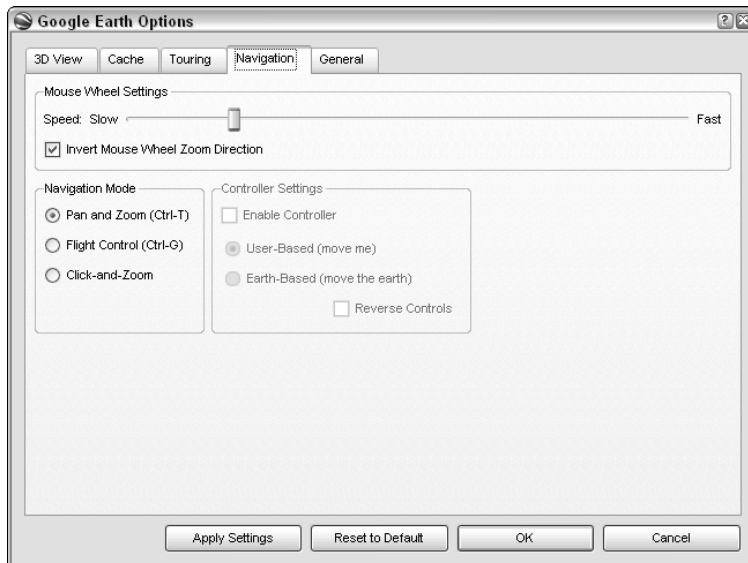 Google Earth Options
3D View Cache Touring Navigation General
Mouse Wheel Settings
Speed: Slow Fast
Invert Mouse Wheel Zoom Direction
Navigation Mode
Pan and Zoom (Ctrl-T)
Flight Control (Ctrl-G)
Click-and-Zoom
Controller Settings
Enable Controller
User-Based (move me)
Earth-Based (move the earth)
Reverse Controls
Apply Settings Reset to Default OK Cancel